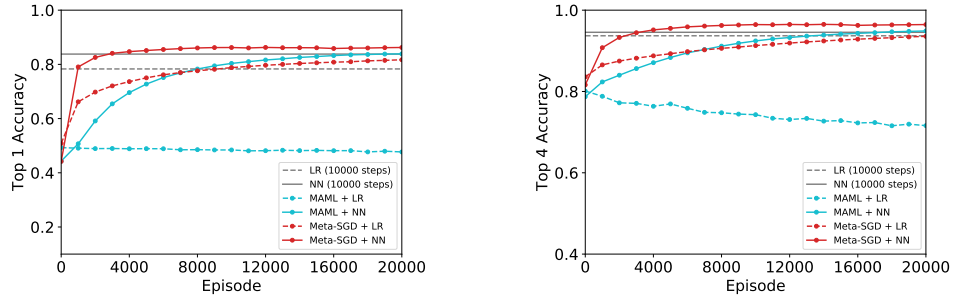 1.0
0.8
0.6
0.4
0.2
Top 1 Accuracy
LR (10000 steps)
NN (10000 steps)
MAML + LR
MAML + NN
Meta-SGD + LR
Meta-SGD + NN
0 4000 8000 12000 16000 20000
Episode
1.0
0.8
0.6
0.4
Top 4 Accuracy
LR (10000 steps)
NN (10000 steps)
MAML + LR
MAML + NN
Meta-SGD + LR
Meta-SGD + NN
0 4000 8000 12000 16000 20000
Episode